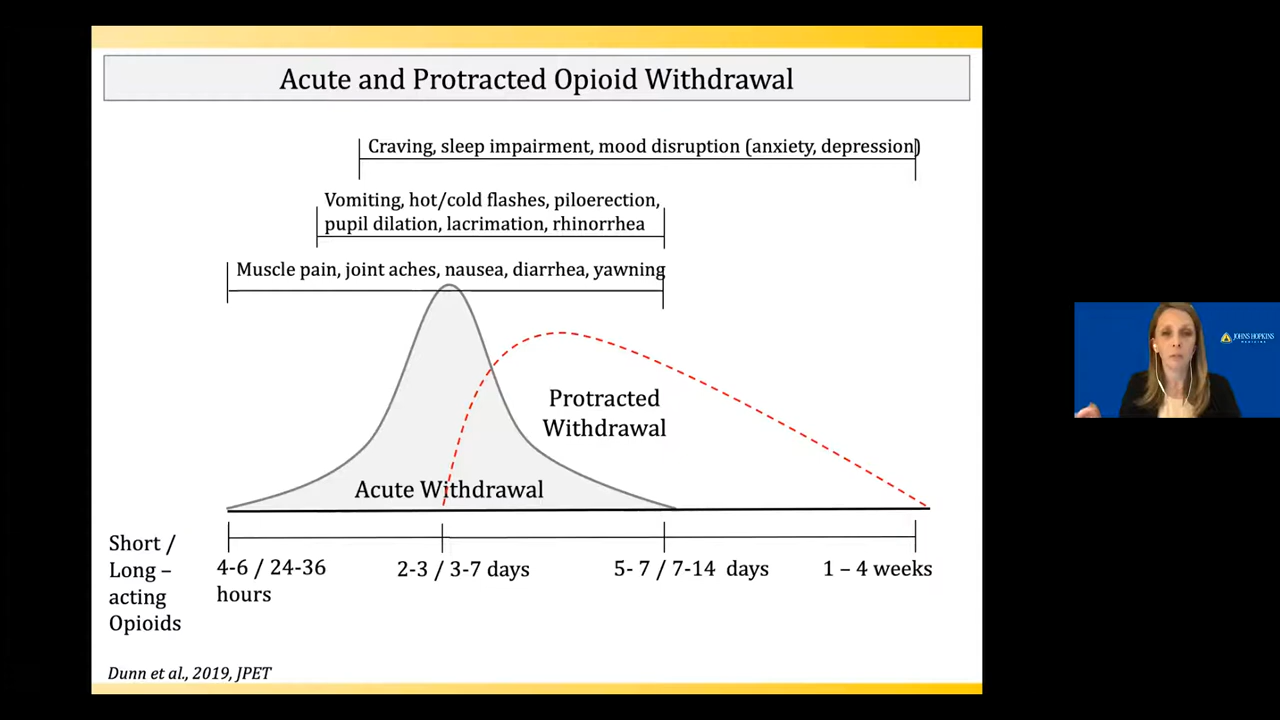 Acute and Protracted Opioid Withdrawal
Craving, sleep impairment, mood disruption (anxiety, depression)
Vomiting, hot/cold flashes, piloerection,
pupil dilation, lacrimation, rhinorrhea
Muscle pain, joint aches, nausea, diarrhea, yawning
Protracted
Withdrawal
Acute Withdrawal
Short /
Long –
acting
Opioids
4-6 / 24-36
hours
2-3 / 3-7 days
5- 7 / 7-14 days
1 – 4 weeks
Dunn et al., 2019, JPET
JOHNS HOPKINS
MEDICINE